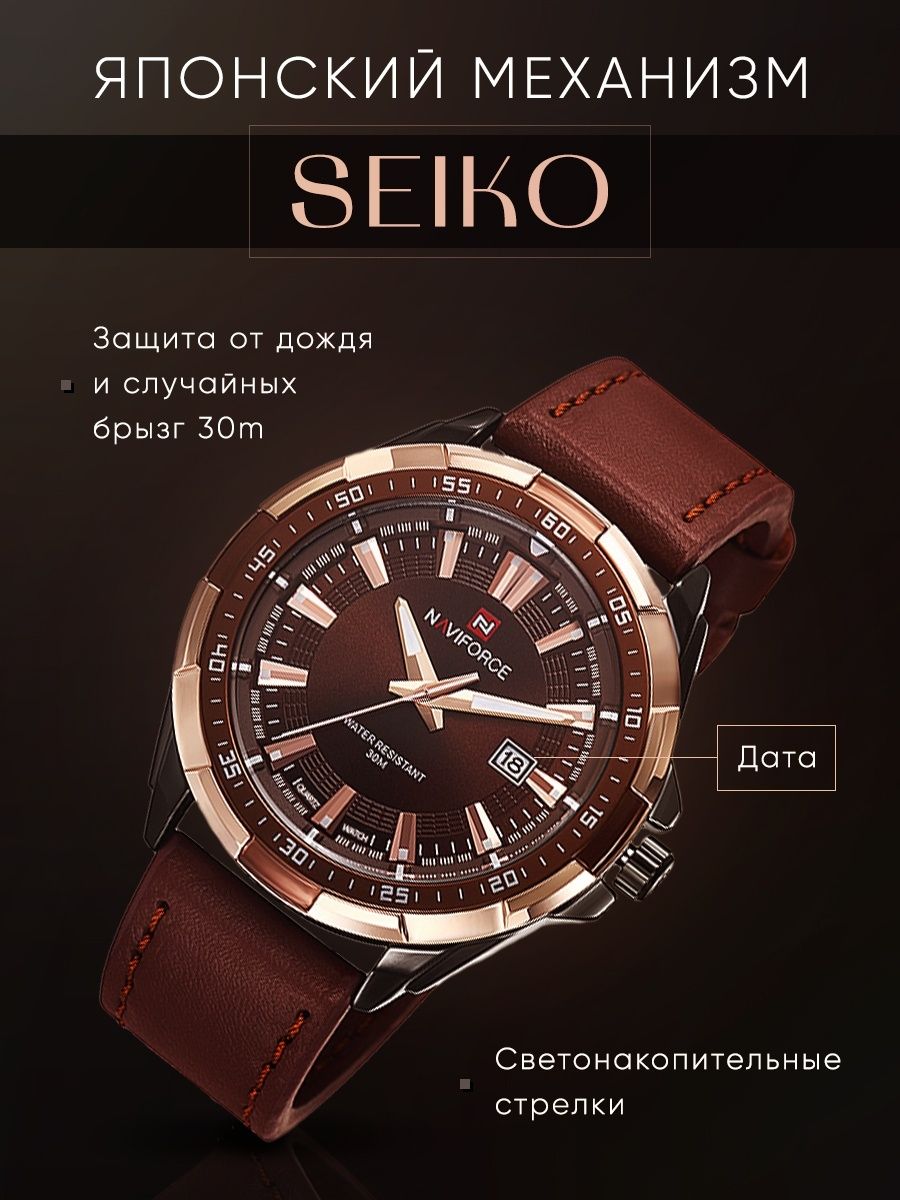 ЯПОНСКИЙ МЕХАНИЗМ
SEIKO
Защита от дождя
и случайных
брызг 30m
50
55
60
45
05
NAVIFORCE
40
10
WATER RESISTANT
30M
18
Дата
35
QUARTZ
WATCH
15
30
25
20
Светонакопительные
стрелки